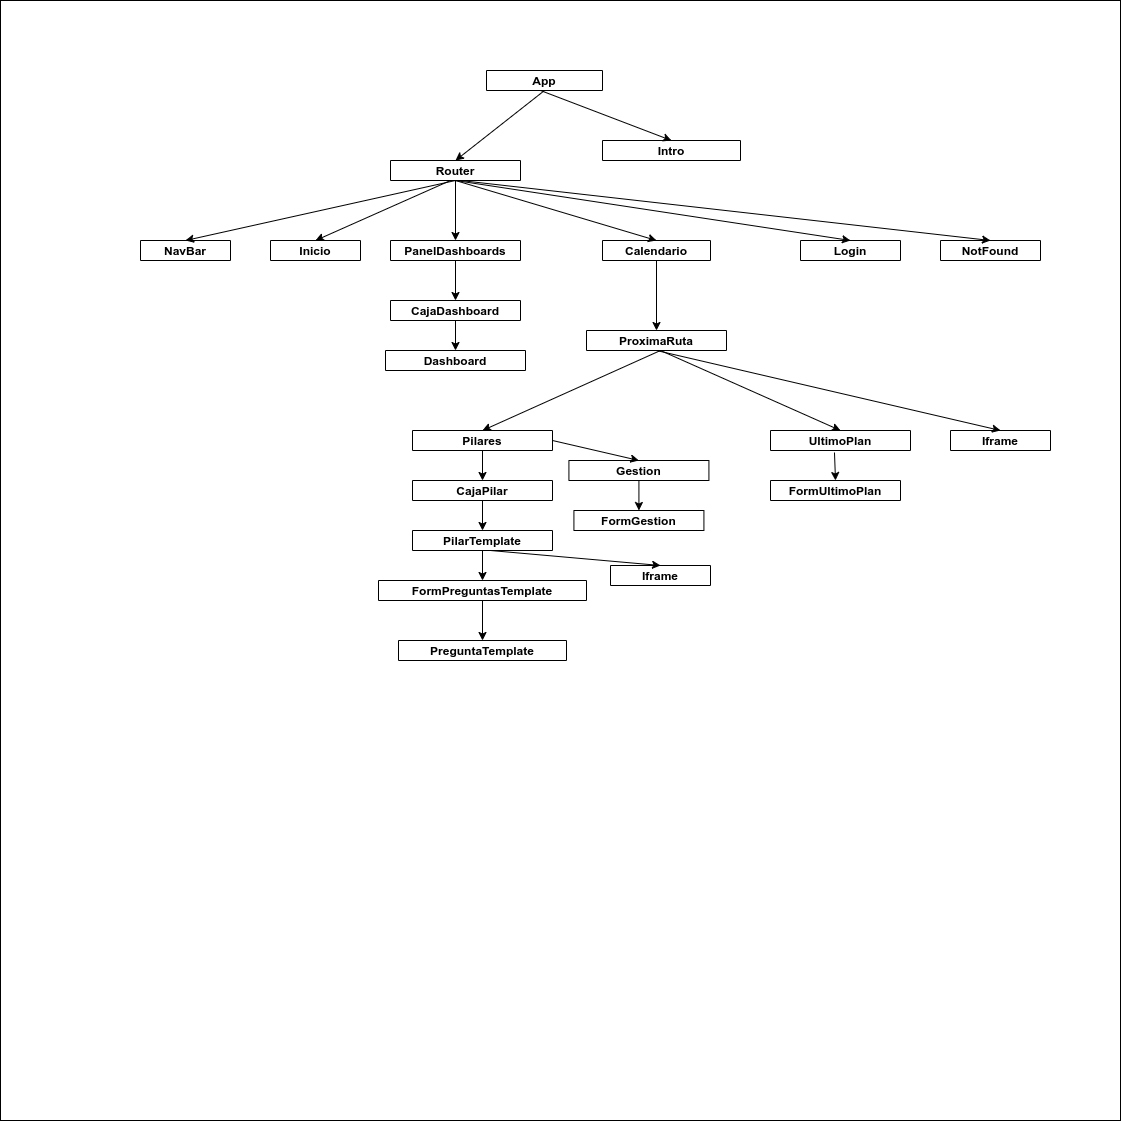 App
Intro
Router
NavBar
Inicio
PanelDashboards
Calendario
Login
NotFound
CajaDashboard
ProximaRuta
Dashboard
Pilares
UltimoPlan
Iframe
Gestion
CajaPilar
FormUltimoPlan
FormGestion
PilarTemplate
Iframe
FormPreguntasTemplate
PreguntaTemplate